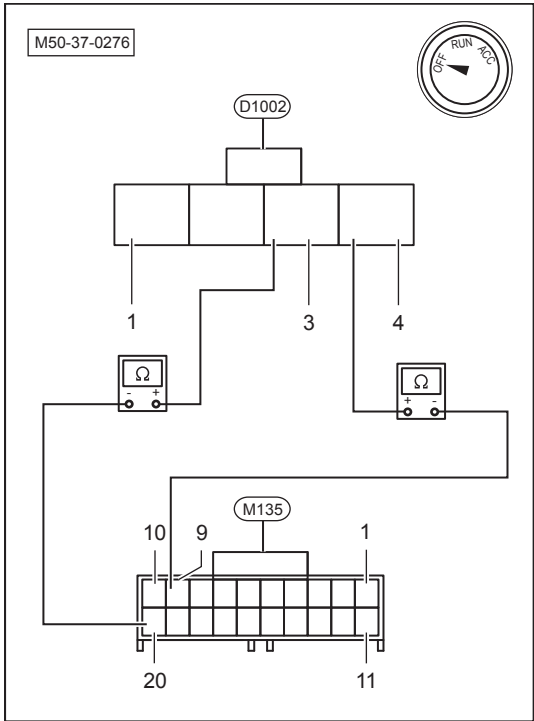 M50-37-0276
OFF RUN ACC
D1002
1 3 4
Ω Ω
- + + -
M135
10 9 1
20 11